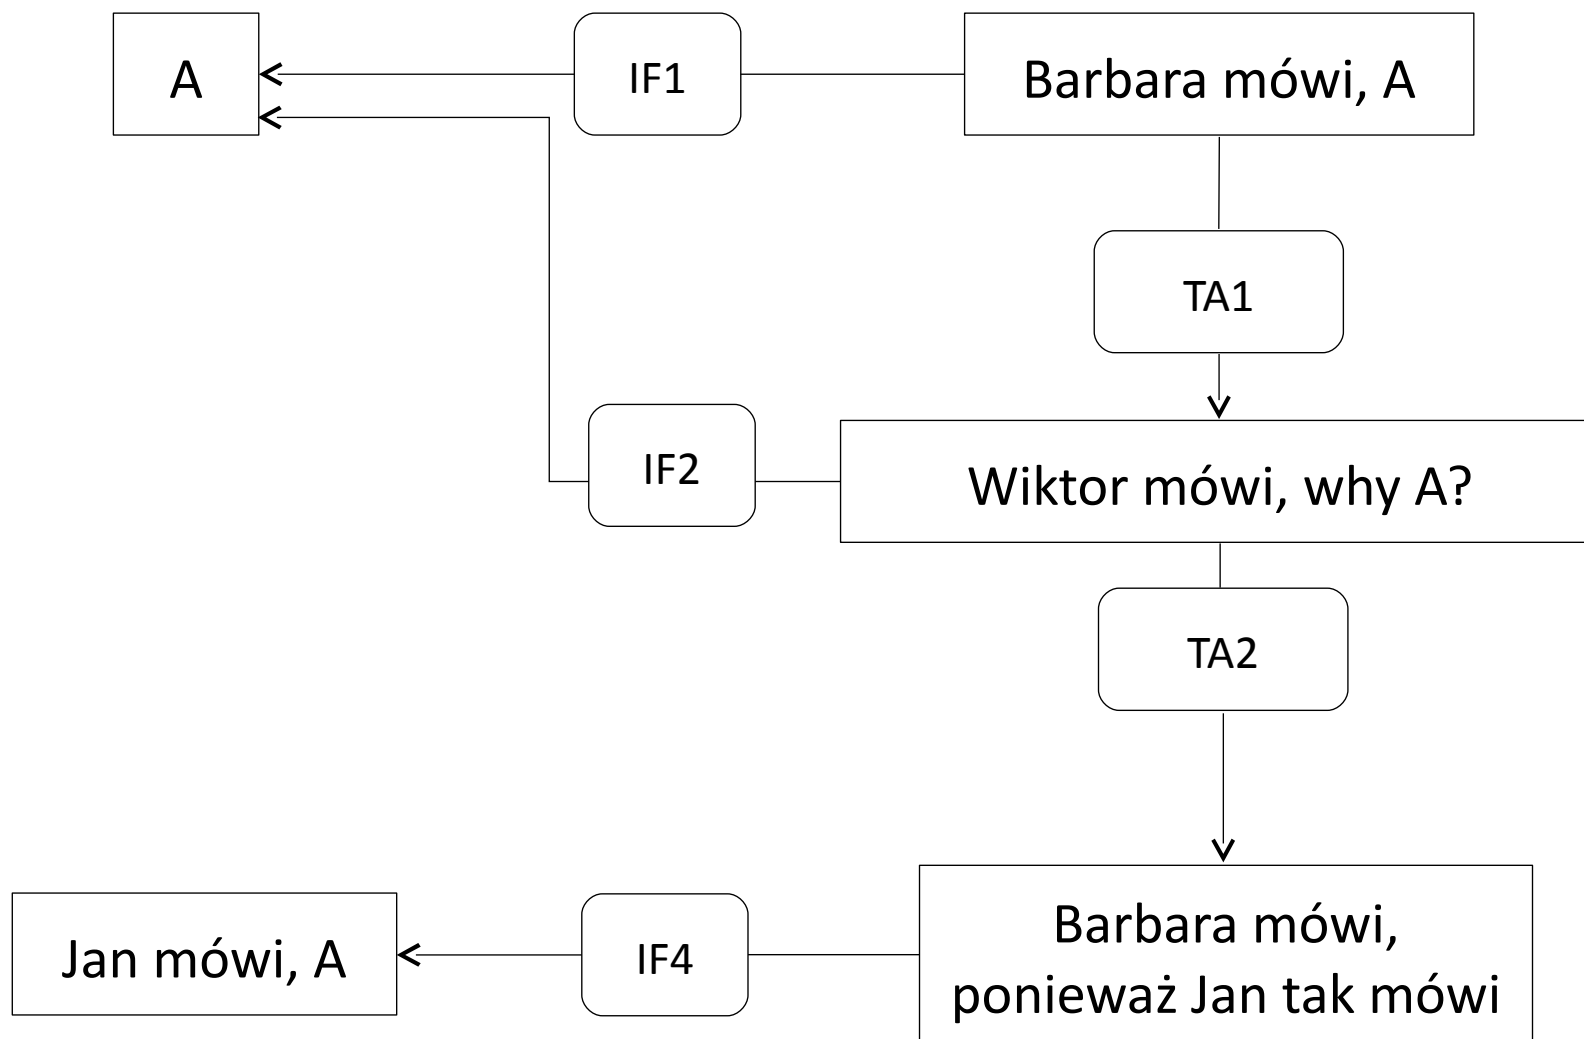 A
IF1
Barbara mówi, A
TA1
IF2
Wiktor mówi, why A?
TA2
Jan mówi, A
IF4
Barbara mówi,
ponieważ Jan tak mówi